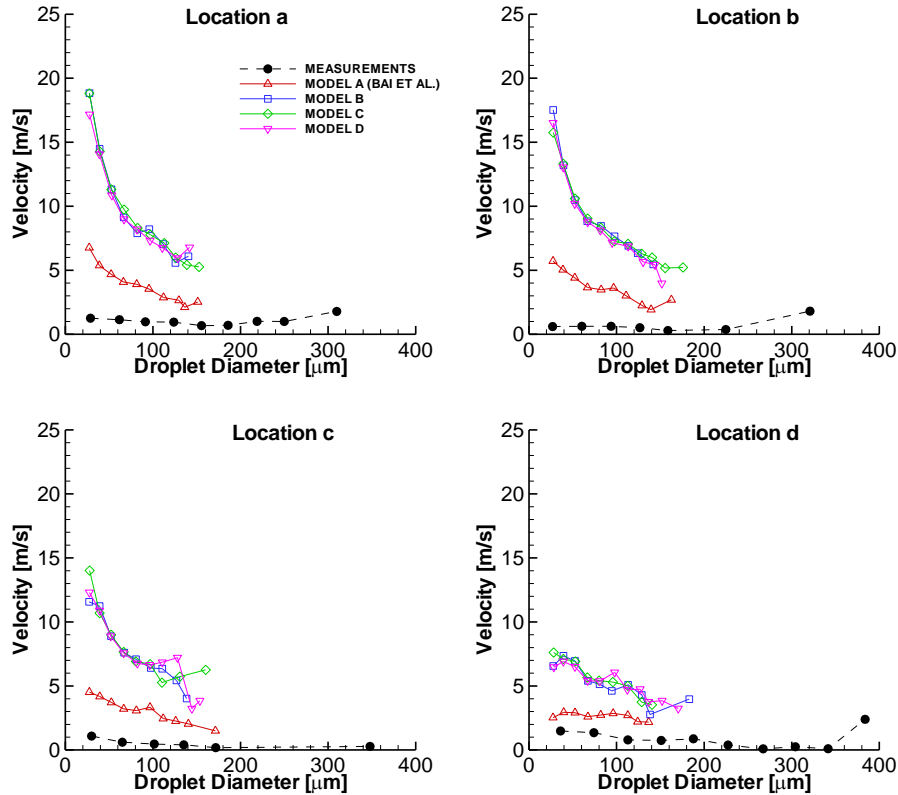 Location a
Velocity [m/s]
25
20
15
10
5
0
0 100 200 300 400
Droplet Diameter [μm]
MEASUREMENTS
MODEL A (BAI ET AL.)
MODEL B
MODEL C
MODEL D
Location b
Velocity [m/s]
25
20
15
10
5
0
0 100 200 300 400
Droplet Diameter [μm]
Location c
Velocity [m/s]
25
20
15
10
5
0
0 100 200 300 400
Droplet Diameter [μm]
Location d
Velocity [m/s]
25
20
15
10
5
0
0 100 200 300 400
Droplet Diameter [μm]